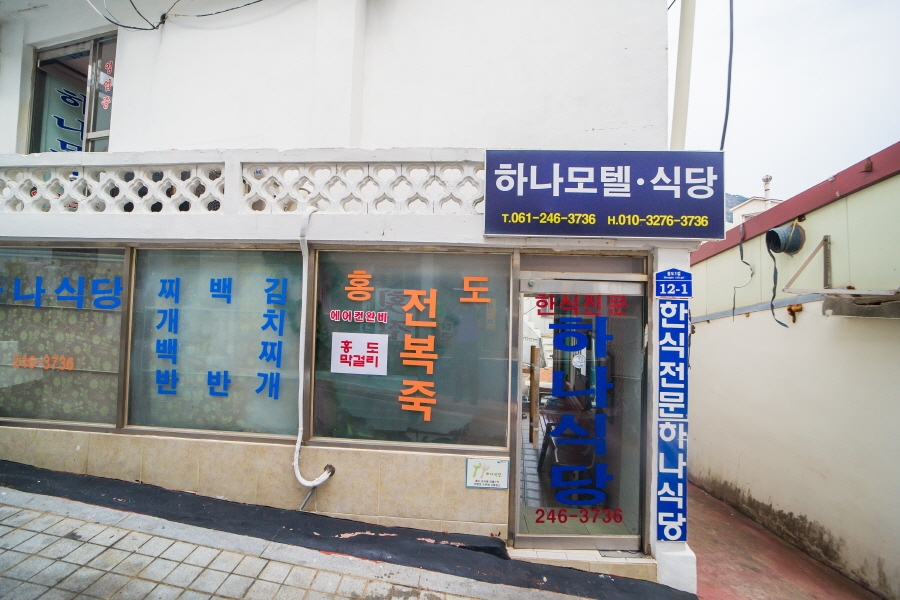 하나
하나모텔·식당
T.061-246-3736 H.010-3276-3736
나식당
246-3736
찌개백반
백반
김치찌개
홍도
에어컨완비
홍도
막걸리
전복죽
한식전문
하나식당
246-3736
12-1
한식전문하나식당